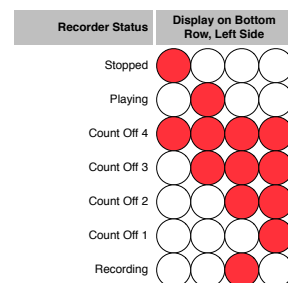 Recorder Status
Display on Bottom
Row, Left Side
Stopped
Playing
Count Off 4
Count Off 3
Count Off 2
Count Off 1
Recording